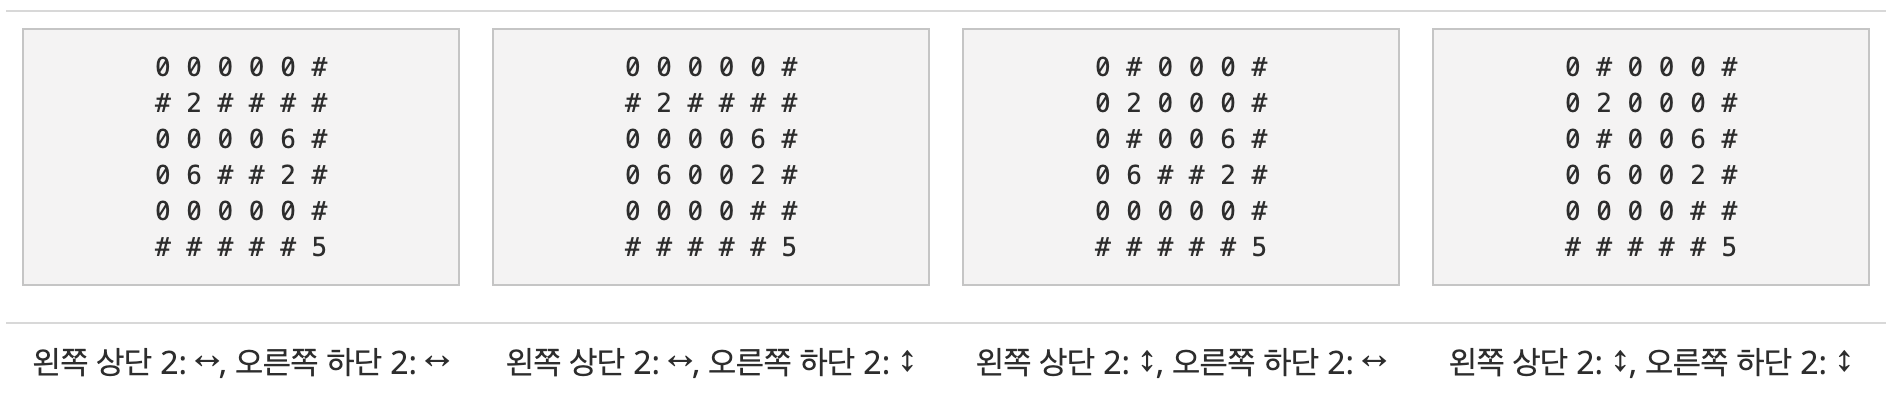 0 0 0 0 0 #
# 2 # # # #
0 0 0 0 6 #
0 6 # # 2 #
0 0 0 0 0 #
# # # # # 5
0 0 0 0 0 #
# 2 # # # #
0 0 0 0 6 #
0 6 0 0 2 #
0 0 0 0 # #
# # # # # 5
0 # 0 0 0 #
0 2 0 0 0 #
0 # 0 0 6 #
0 6 # # 2 #
0 0 0 0 0 #
# # # # # 5
0 # 0 0 0 #
0 2 0 0 0 #
0 # 0 0 6 #
0 6 0 0 2 #
0 0 0 0 # #
# # # # # 5
왼쪽 상단 2: ↔, 오른쪽 하단 2: ↔
왼쪽 상단 2: ↔, 오른쪽 하단 2: ↕
왼쪽 상단 2: ↕, 오른쪽 하단 2: ↔
왼쪽 상단 2: ↕, 오른쪽 하단 2: ↕